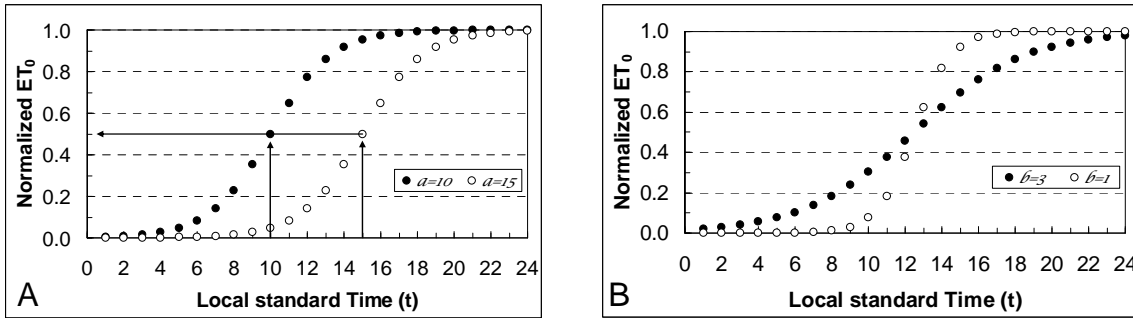 Normalized ET₀
1.0
0.8
0.6
0.4
0.2
0.0
a=10 a=15
0 2 4 6 8 10 12 14 16 18 20 22 24
A
Local standard Time (t)
Normalized ET₀
1.0
0.8
0.6
0.4
0.2
0.0
b=3 b=1
0 2 4 6 8 10 12 14 16 18 20 22 24
B
Local standard Time (t)